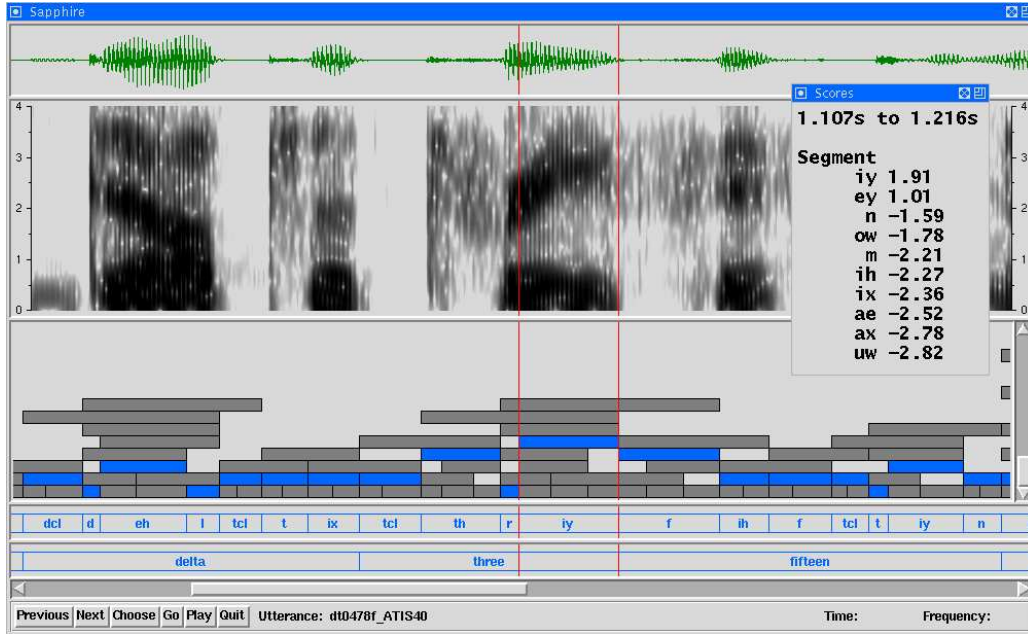 Sapphire
4
3
2
1
0
4
3
2
1
0
Scores
1.107s to 1.216s
Segment
iy 1.91
ey 1.01
n -1.59
ow -1.78
m -2.21
ih -2.27
ix -2.36
ae -2.52
ax -2.78
uw -2.82
dcl d eh l tcl t ix tcl th r iy f ih f tcl t iy n
delta three fifteen
Previous Next Choose Go Play Quit Utterance: dt0478f_ATIS40 Time: Frequency: